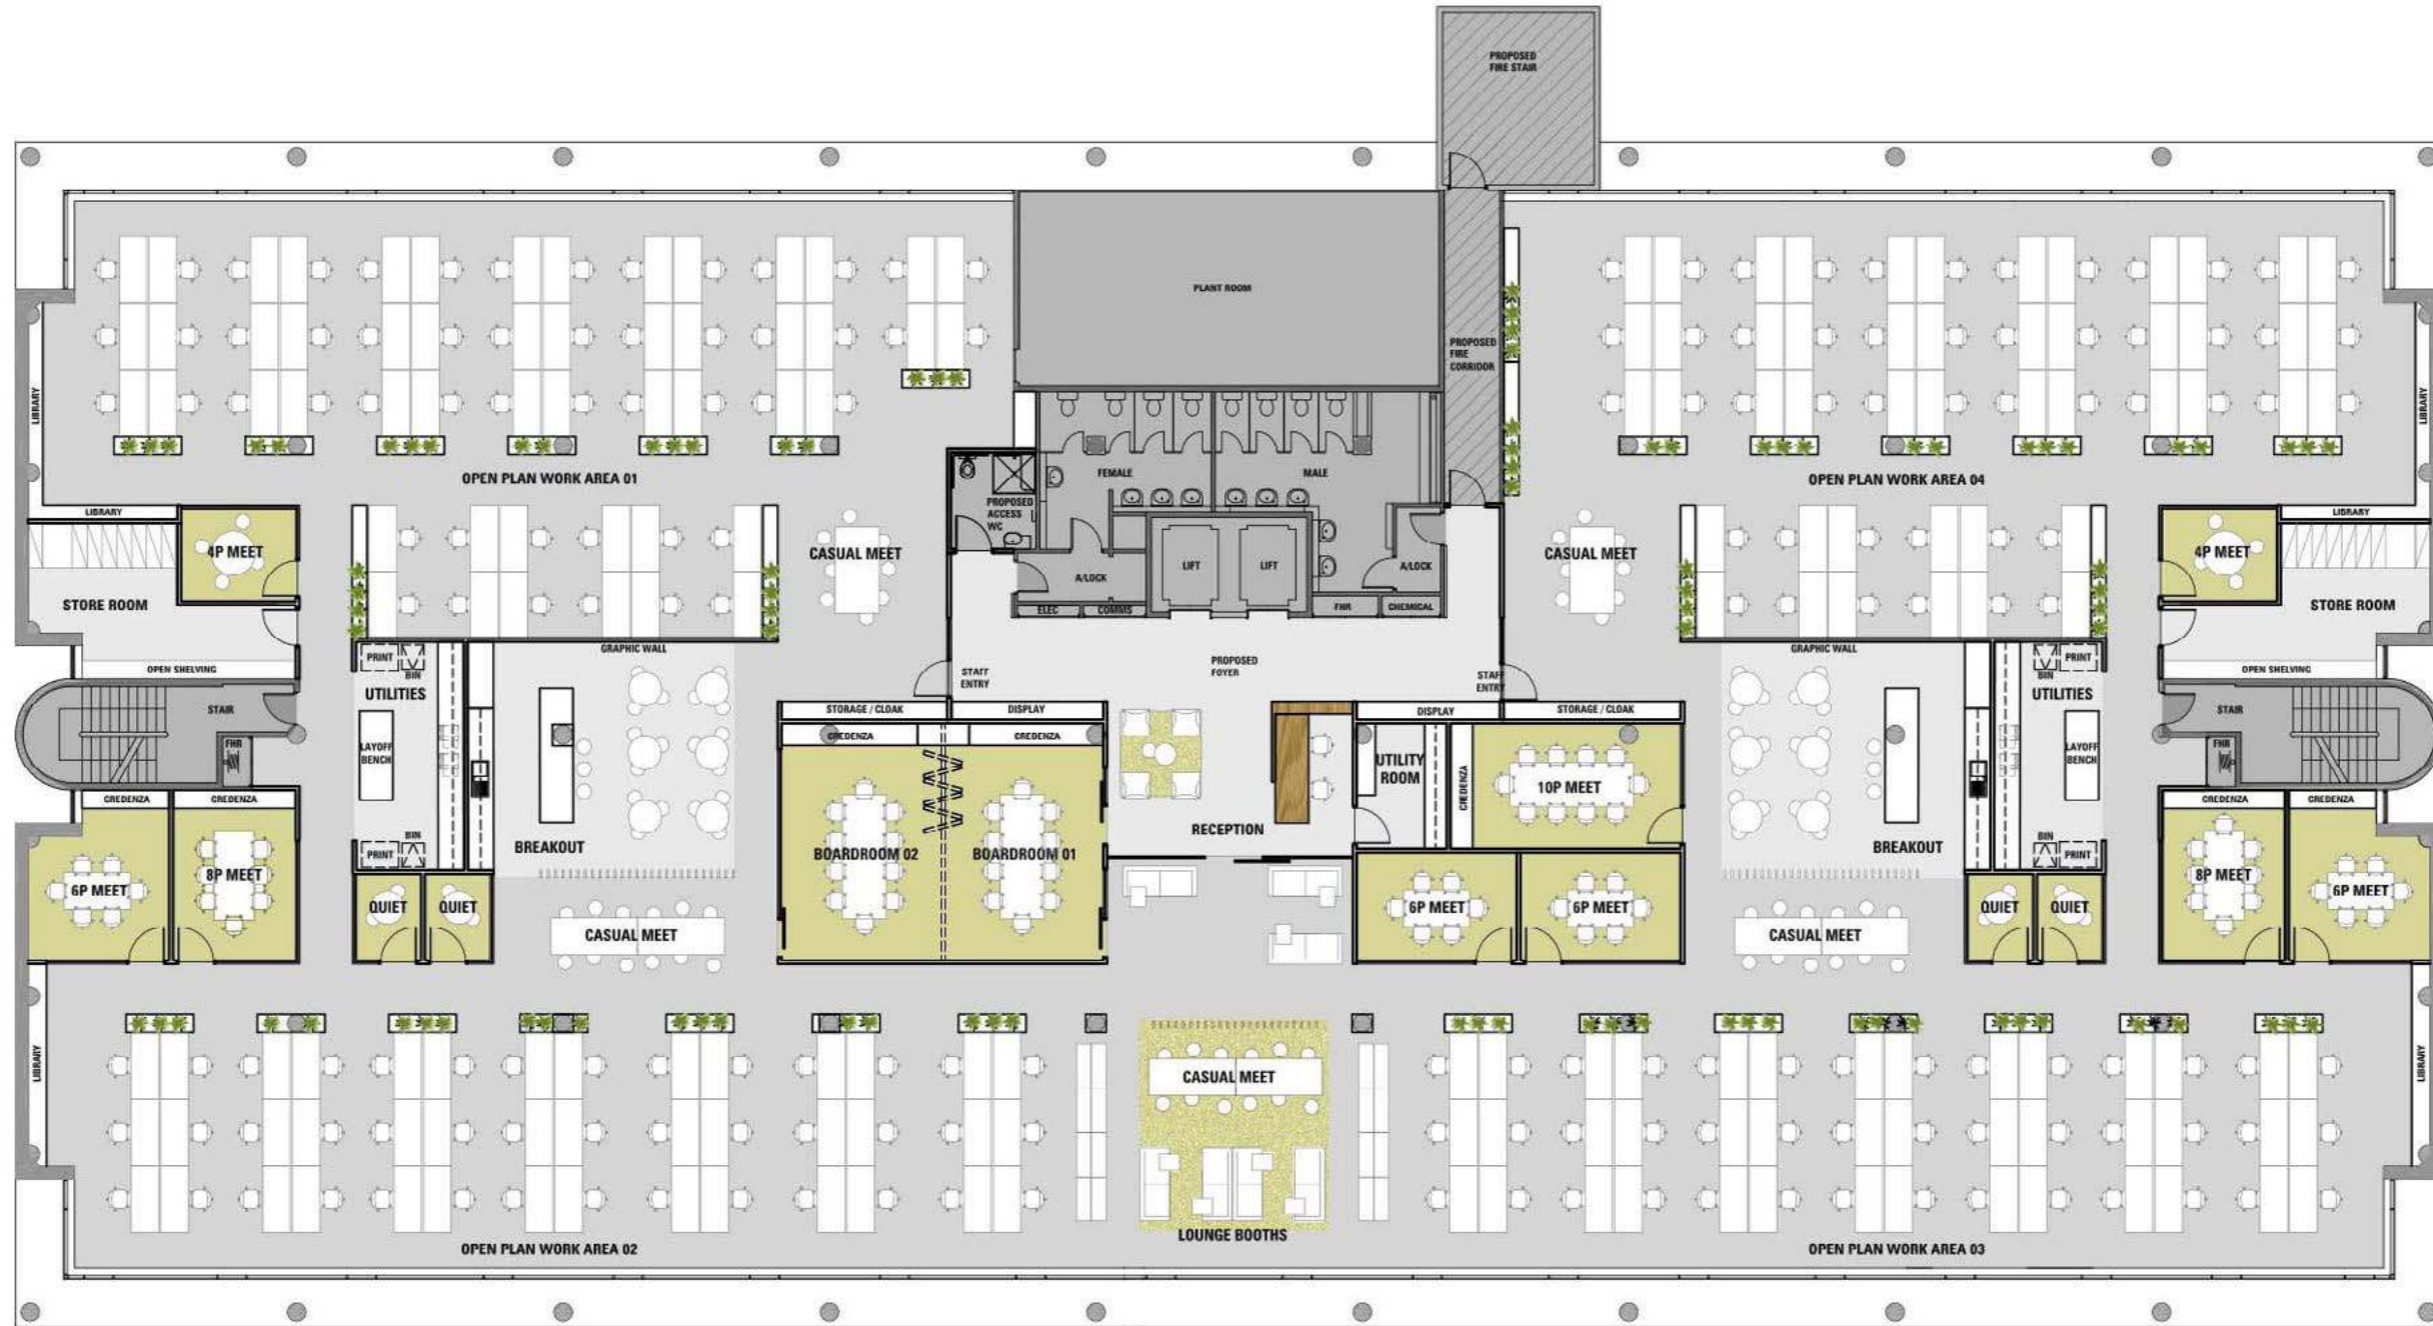 PROPOSED
FIRE STAIR
PLANT ROOM
PROPOSED
FIRE
CORRIDOR
LIBRARY
LIBRARY
OPEN PLAN WORK AREA 01
FEMALE
MALE
OPEN PLAN WORK AREA 04
PROPOSED
ACCESS
WC
LIBRARY
LIBRARY
4P MEET
CASUAL MEET
LIFT
LIFT
A/LOCK
A/LOCK
CASUAL MEET
4P MEET
STORE ROOM
ELEC
COMMS
FHR
CHEMICAL
STORE ROOM
OPEN SHELVING
PRINT
BIN
GRAPHIC WALL
PROPOSED
FOYER
GRAPHIC WALL
BIN
PRINT
OPEN SHELVING
UTILITIES
STAFF
ENTRY
STAFF
ENTRY
UTILITIES
STAIR
STORAGE / CLOAK
DISPLAY
DISPLAY
STORAGE / CLOAK
STAIR
FHR
LAYOFF
BENCH
CREDENZA
CREDENZA
UTILITY
ROOM
CREDENZA
10P MEET
LAYOFF
BENCH
FHR
CREDENZA
CREDENZA
CREDENZA
CREDENZA
BIN
PRINT
BREAKOUT
BOARDROOM 02
BOARDROOM 01
RECEPTION
BREAKOUT
BIN
PRINT
6P MEET
8P MEET
QUIET
QUIET
CASUAL MEET
6P MEET
6P MEET
CASUAL MEET
QUIET
QUIET
8P MEET
6P MEET
LIBRARY
CASUAL MEET
LIBRARY
LOUNGE BOOTHS
OPEN PLAN WORK AREA 02
OPEN PLAN WORK AREA 03